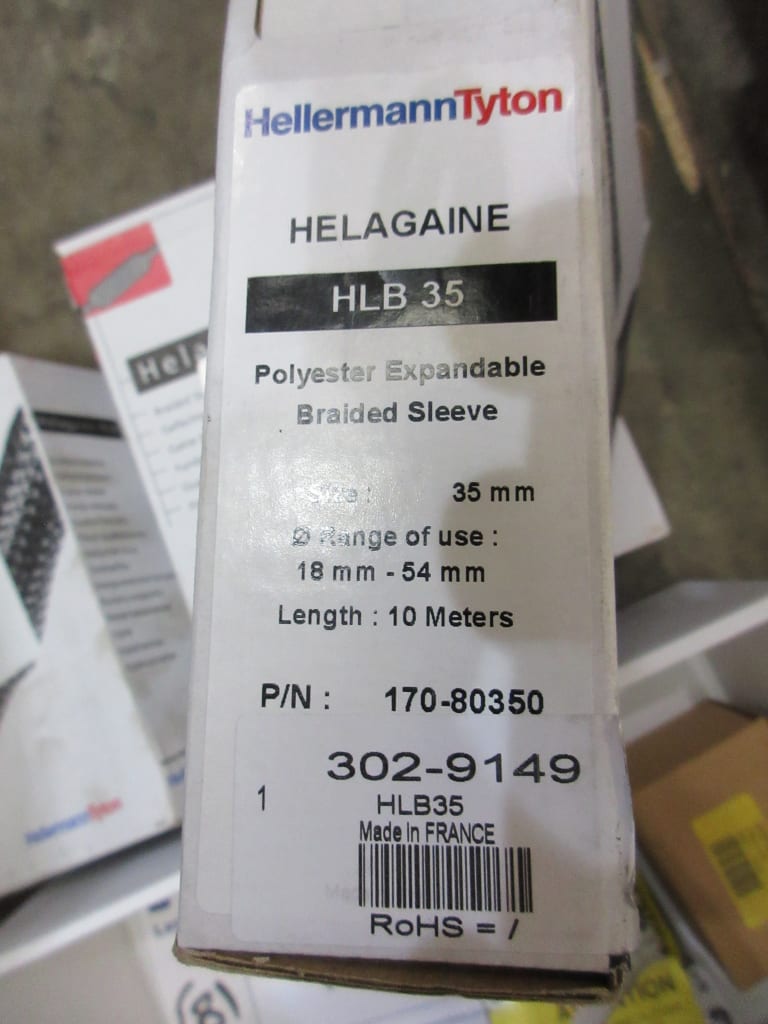 HellermannTyton
HELAGAINE
HLB 35
Polyester Expandable
Braided Sleeve
Size : 35 mm
Ø Range of use :
18 mm - 54 mm
Length : 10 Meters
P/N : 170-80350
302-9149
1
HLB35
Made in FRANCE
RoHS = /
Hela
HellermannTyton